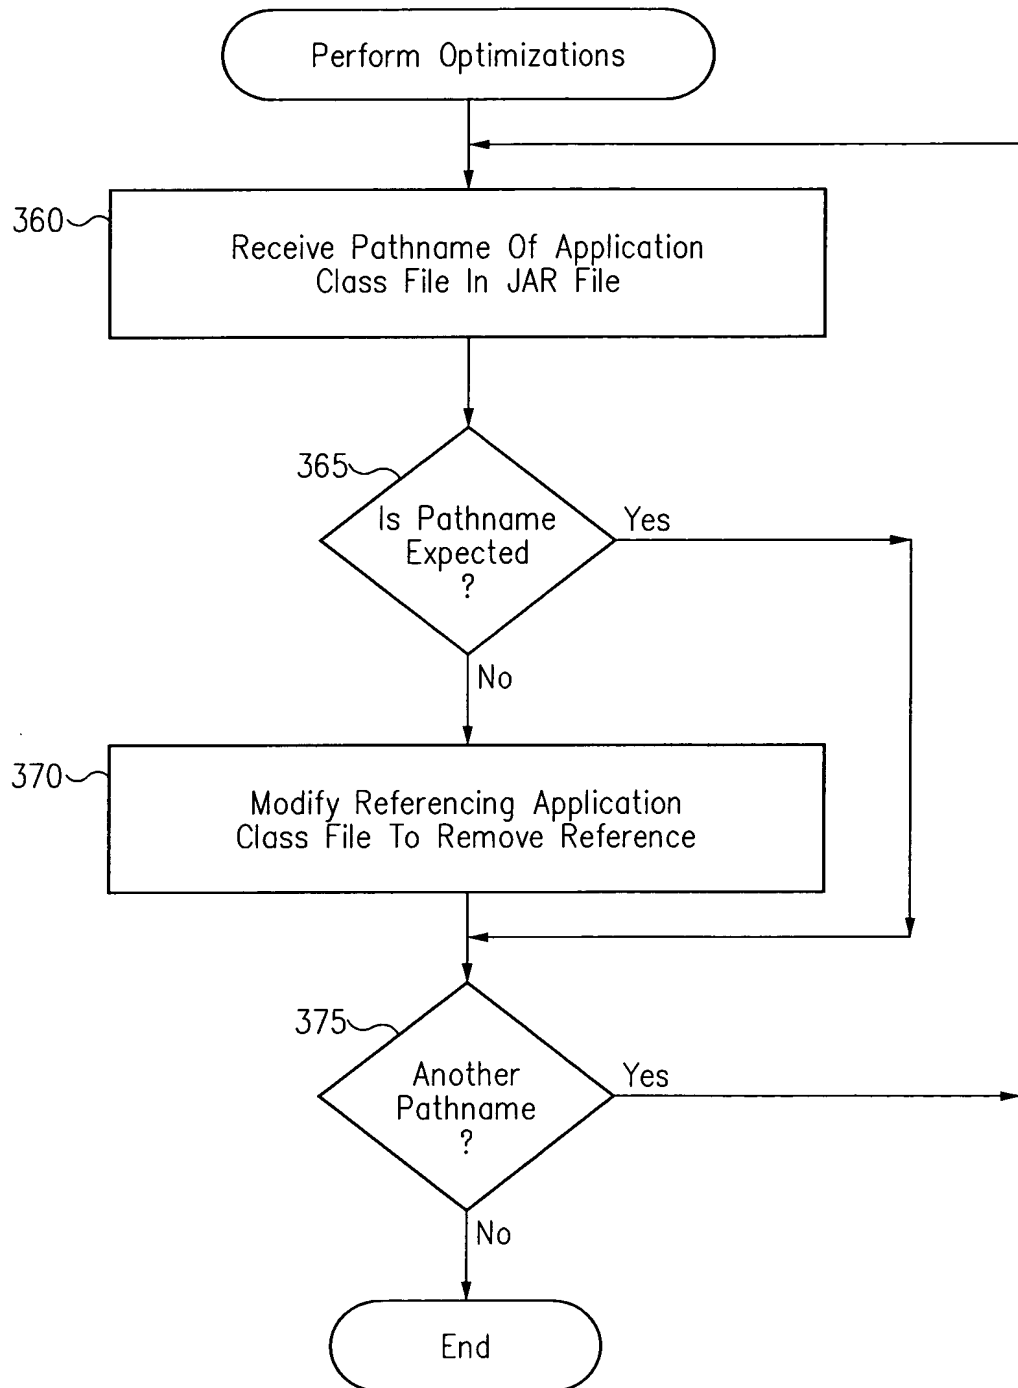 Perform Optimizations
360
Receive Pathname Of Application
Class File In JAR File
365
Is Pathname
Expected
?
Yes
No
370
Modify Referencing Application
Class File To Remove Reference
375
Another
Pathname
?
Yes
No
End